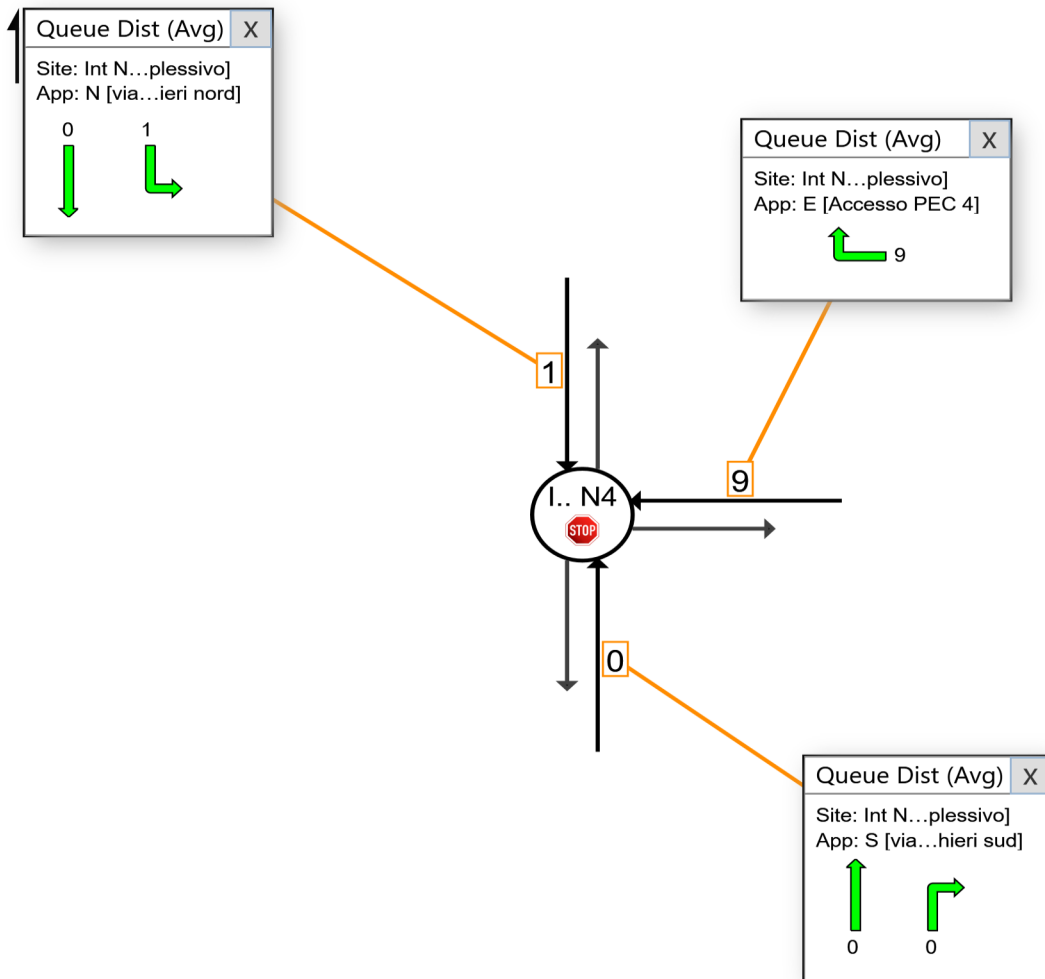 Queue Dist (Avg) X
Site: Int N...plessivo]
App: N [via...ieri nord]
0 1
Queue Dist (Avg) X
Site: Int N...plessivo]
App: E [Accesso PEC 4]
9
1
9
I.. N4
STOP
0
Queue Dist (Avg) X
Site: Int N...plessivo]
App: S [via...hieri sud]
0 0